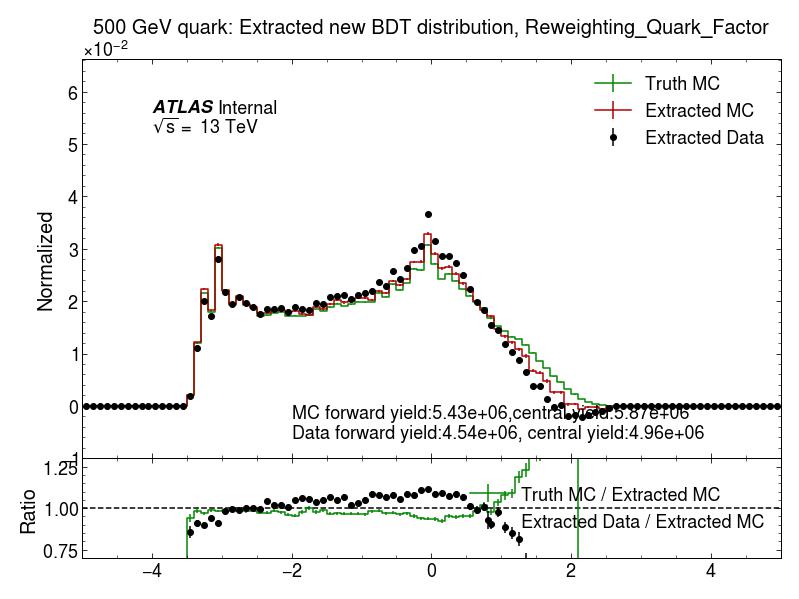 500 GeV quark: Extracted new BDT distribution, Reweighting_Quark_Factor
×10⁻²
ATLAS Internal
√s = 13 TeV
Truth MC
Extracted MC
Extracted Data
Normalized
6
5
4
3
2
1
0
MC forward yield:5.43e+06,central yield:5.87e+06
Data forward yield:4.54e+06, central yield:4.96e+06
Ratio
1.25
1.00
0.75
Truth MC / Extracted MC
Extracted Data / Extracted MC
−4 −2 0 2 4